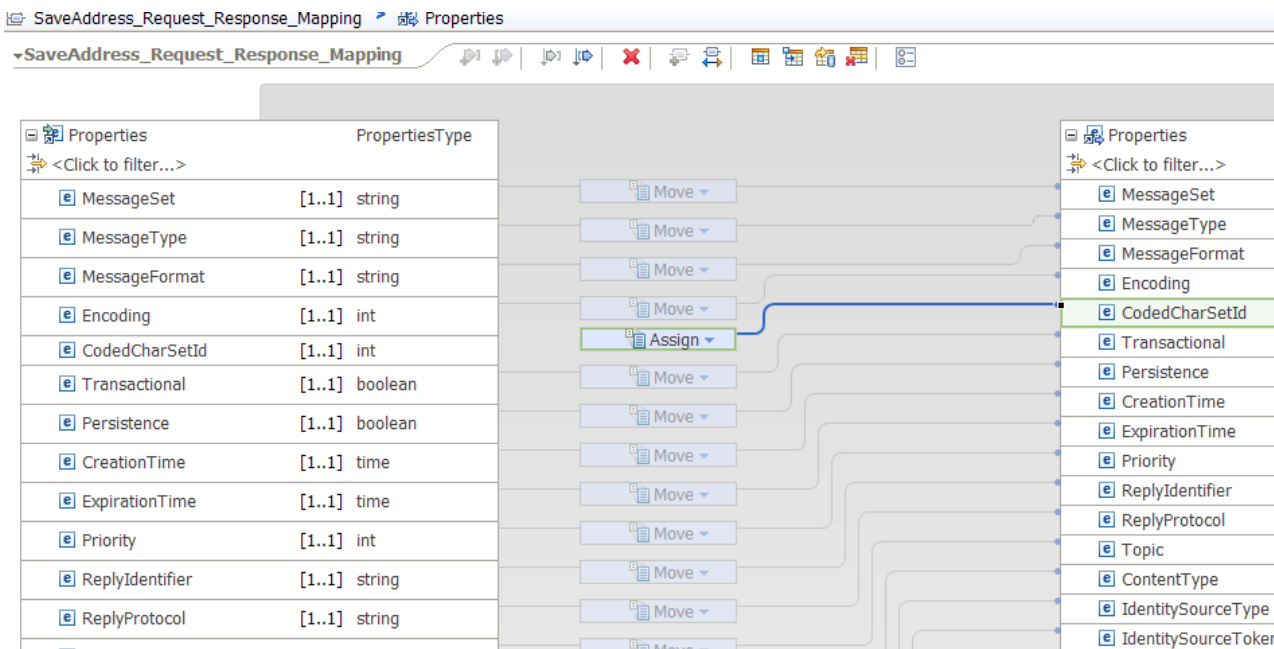 SaveAddress_Request_Response_Mapping Properties
SaveAddress_Request_Response_Mapping
Properties PropertiesType
<Click to filter...>
MessageSet [1..1] string
MessageType [1..1] string
MessageFormat [1..1] string
Encoding [1..1] int
CodedCharSetId [1..1] int
Transactional [1..1] boolean
Persistence [1..1] boolean
CreationTime [1..1] time
ExpirationTime [1..1] time
Priority [1..1] int
ReplyIdentifier [1..1] string
ReplyProtocol [1..1] string
Move
Move
Move
Move
Assign
Move
Move
Move
Move
Move
Move
Move
Move
Properties
<Click to filter...>
MessageSet
MessageType
MessageFormat
Encoding
CodedCharSetId
Transactional
Persistence
CreationTime
ExpirationTime
Priority
ReplyIdentifier
ReplyProtocol
Topic
ContentType
IdentitySourceType
IdentitySourceToken